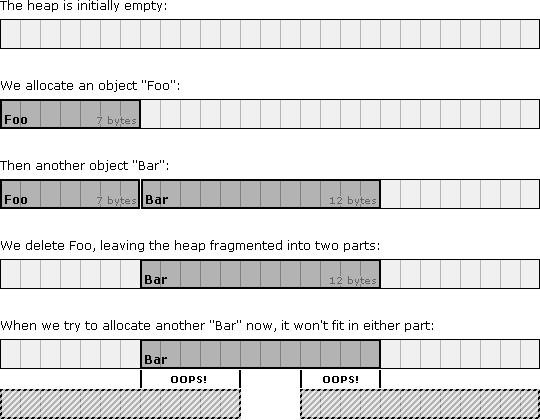 The heap is initially empty:
We allocate an object "Foo":
Foo 7 bytes
Then another object "Bar":
Foo 7 bytes Bar 12 bytes
We delete Foo, leaving the heap fragmented into two parts:
Bar 12 bytes
When we try to allocate another "Bar" now, it won't fit in either part:
Bar
OOPS! OOPS!